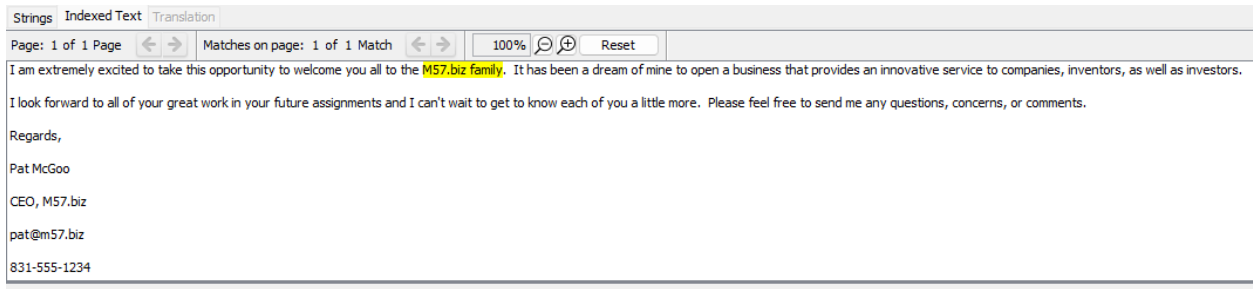 Strings Indexed Text Translation
Page: 1 of 1 Page Matches on page: 1 of 1 Match 100% Reset
I am extremely excited to take this opportunity to welcome you all to the M57.biz family. It has been a dream of mine to open a business that provides an innovative service to companies, inventors, as well as investors.
I look forward to all of your great work in your future assignments and I can't wait to get to know each of you a little more. Please feel free to send me any questions, concerns, or comments.
Regards,
Pat McGoo
CEO, M57.biz
pat@m57.biz
831-555-1234